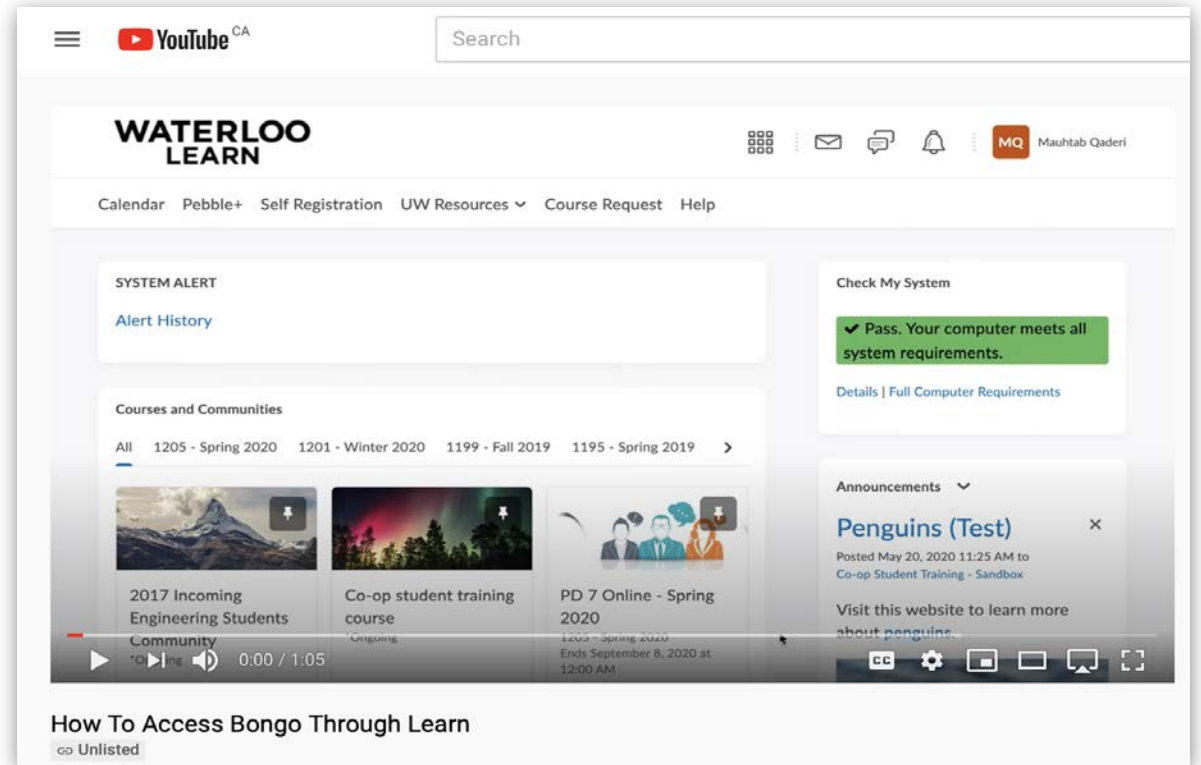 YouTube CA
Search
WATERLOO
LEARN
MQ Mauhtab Qaderi
Calendar Pebble+ Self Registration UW Resources Course Request Help
SYSTEM ALERT
Alert History
Check My System
✔ Pass. Your computer meets all
system requirements.
Details | Full Computer Requirements
Courses and Communities
All 1205 - Spring 2020 1201 - Winter 2020 1199 - Fall 2019 1195 - Spring 2019
2017 Incoming
Engineering Students
Community
*Ongoing
Co-op student training
course
*Ongoing
PD 7 Online - Spring
2020
1205 - Spring 2020
Ends September 8, 2020 at
12:00 AM
Announcements
Penguins (Test)
Posted May 20, 2020 11:25 AM to
Co-op Student Training - Sandbox
Visit this website to learn more
about penguins.
0:00 / 1:05
CC
How To Access Bongo Through Learn
Unlisted